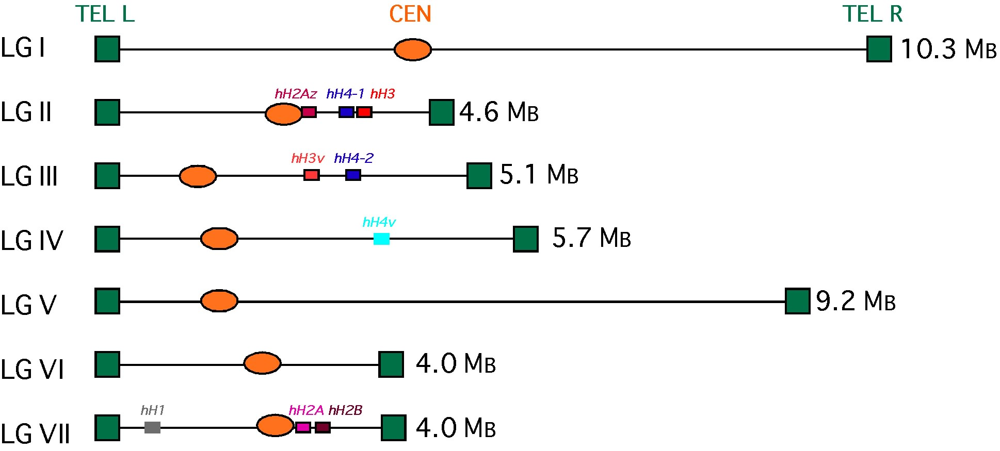 TEL L CEN TEL R
LG I 10.3 MB
hH2Az hH4-1 hH3
LG II 4.6 MB
hH3v hH4-2
LG III 5.1 MB
hH4v
LG IV 5.7 MB
LG V 9.2 MB
LG VI 4.0 MB
hH1 hH2A hH2B
LG VII 4.0 MB